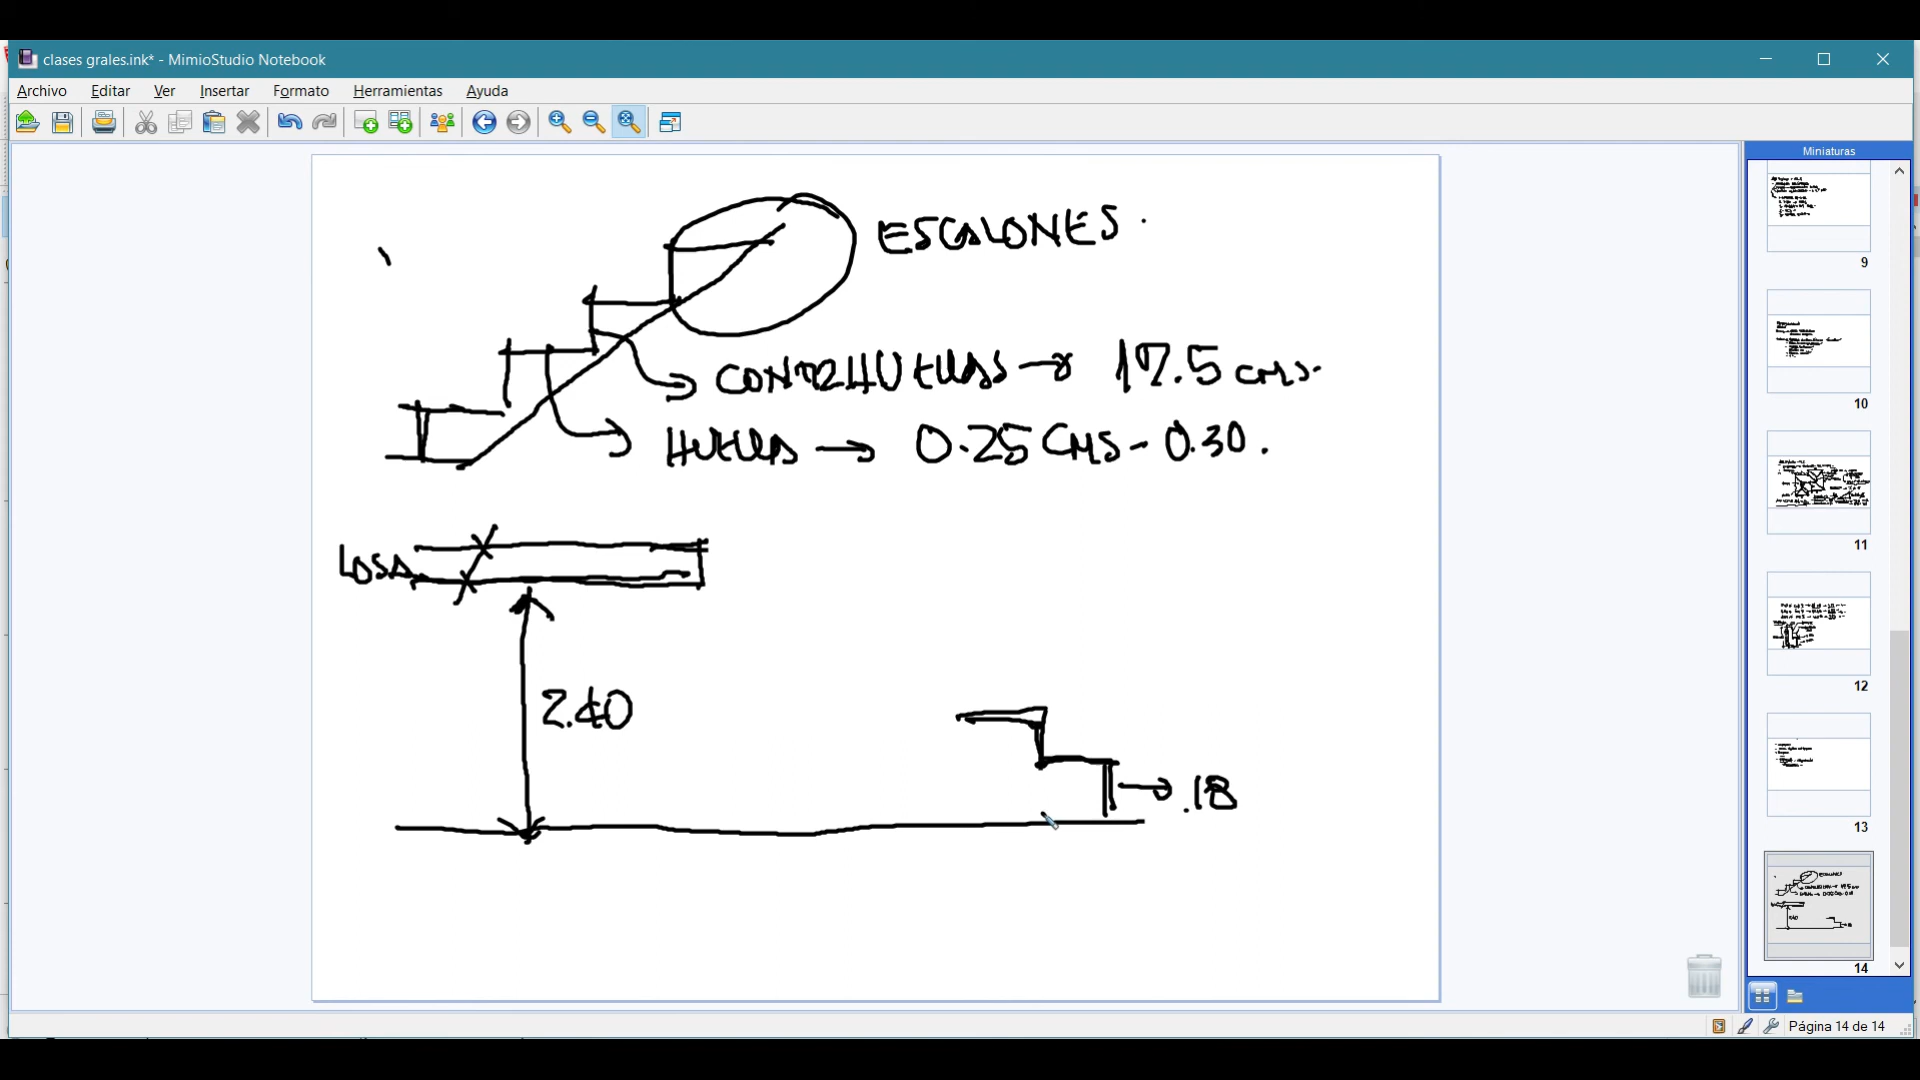 clases grales.ink* - MimioStudio Notebook
Archivo Editar Ver Insertar Formato Herramientas Ayuda
Miniaturas
ESCALONES.
CONTRAHUELLAS → 17.5 CMS.
HUELLA → 0.25 CMS - 0.30.
LOSA
2.40
.18
9
10
11
12
13
14
Página 14 de 14